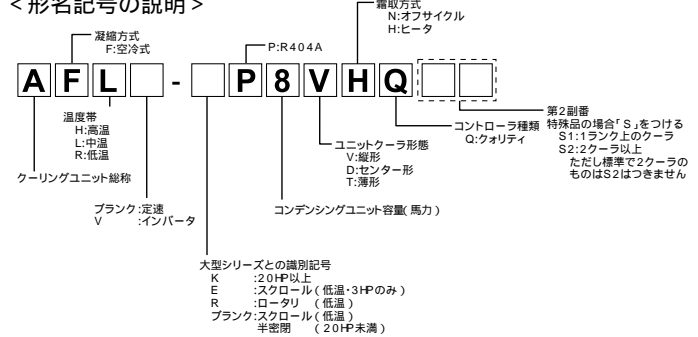 <形名記号の説明>
霜取方式
N:オフサイクル
H:ヒータ
凝縮方式
F:空冷式
P:R404A
A F L - P 8 V H Q
温度帯
H:高温
L:中温
R:低温
クーリングユニット総称
ブランク:定速
V :インバータ
ユニットクーラ形態
V:縦形
D:センター形
T:薄形
コンデンシングユニット容量(馬力)
コントローラ種類
Q:クォリティ
第2副番
特殊品の場合「S」をつける
S1:1ランク上のクーラ
S2:2クーラ以上
ただし標準で2クーラの
ものはS2はつきません
大型シリーズとの識別記号
K :20HP以上
E :スクロール(低温・3HPのみ)
R :ロータリ (低温)
ブランク:スクロール(低温)
半密閉 (20HP未満)